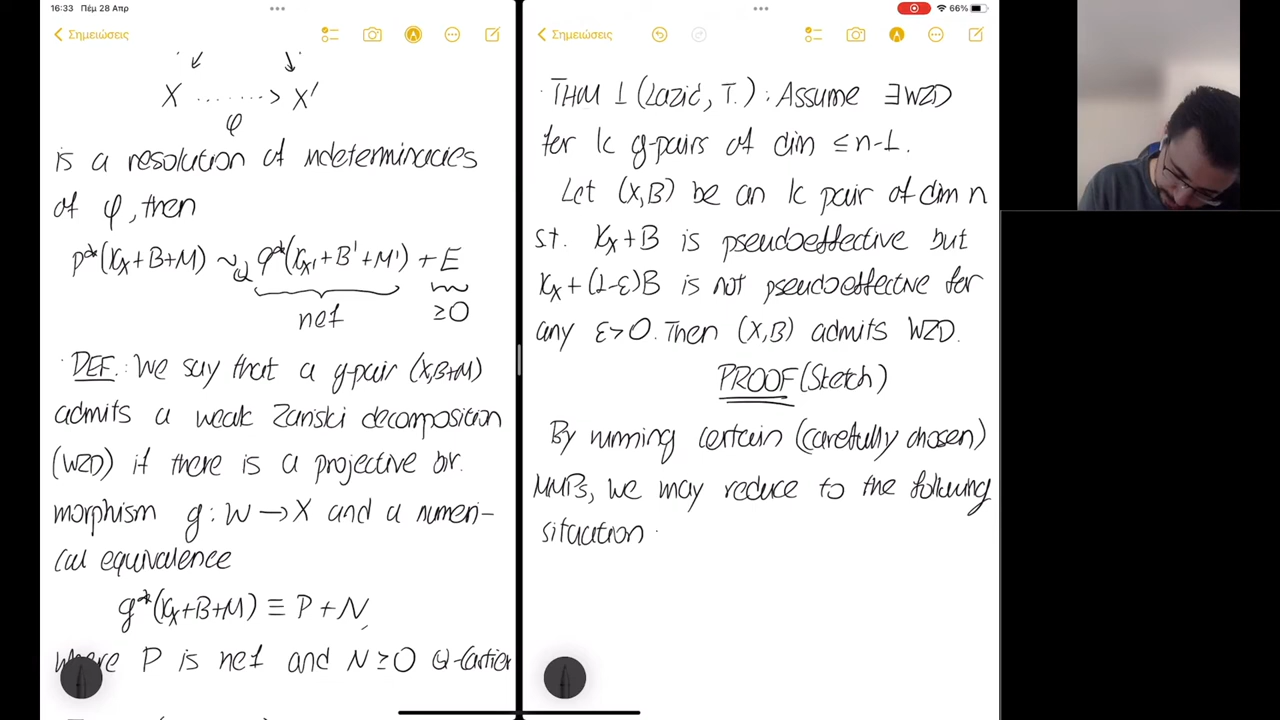 16:33 Πέμ 28 Απρ
Σημειώσεις
X ........> X'
φ
is a resolution of indeterminacies
of φ, then
p*(K_X+B+M) ~_Q q*(K_X'+B'+M') + E
nef
≥0
DEF.: We say that a g-pair (X,B+M)
admits a weak Zariski decomposition
(WZD) if there is a projective bir.
morphism g: W → X and a numeri-
cal equivalence
g*(K_X+B+M) ≡ P + N,
where P is nef and N ≥ 0 Q-Cartier
66%
Σημειώσεις
· THM 1 (Lazić, T.): Assume ∃ WZD
for lc g-pairs of dim ≤ n-1.
Let (X,B) be an lc pair of dim n
s.t. K_X+B is pseudoeffective but
K_X+(1-ε)B is not pseudoeffective for
any ε>0. Then (X,B) admits WZD.
PROOF (Sketch)
By running certain (carefully chosen)
MMPs, we may reduce to the following
situation ·